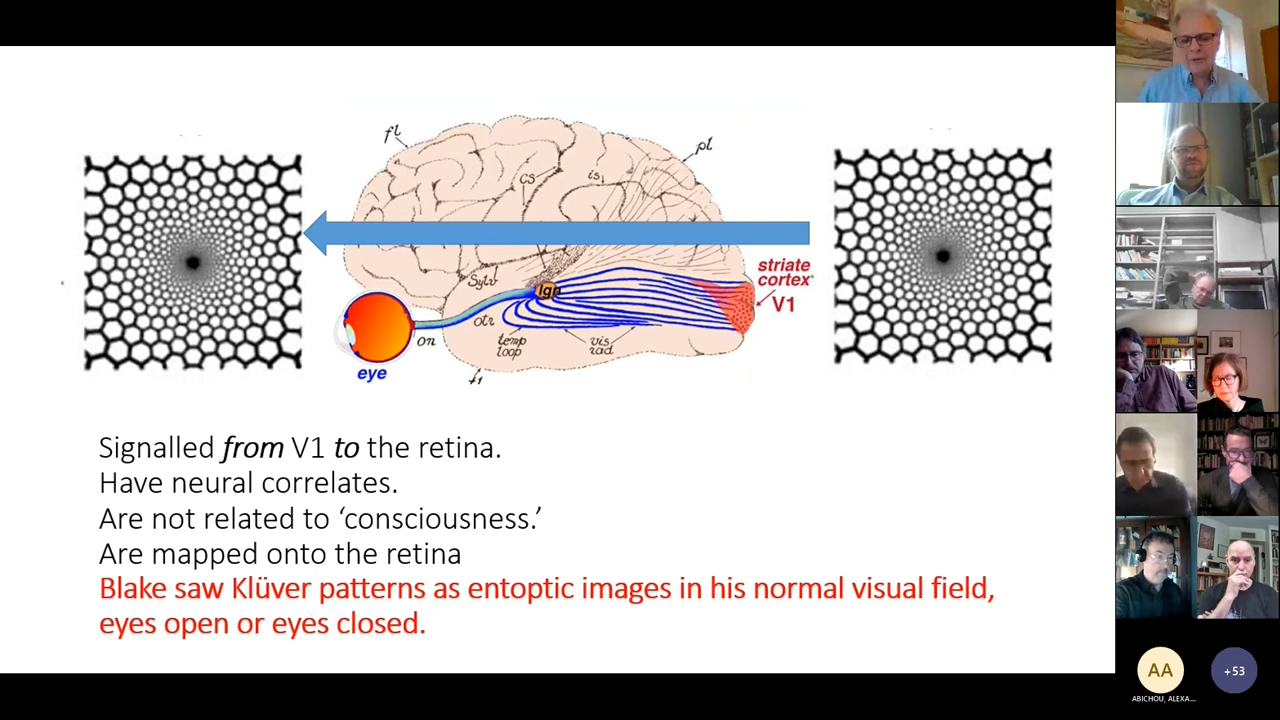 fl
pl
CS
is
striate
cortex
V1
Sylv
lgn
otr
on
temp
loop
vis
rad
eye
Signalled from V1 to the retina.
Have neural correlates.
Are not related to ‘consciousness.’
Are mapped onto the retina
Blake saw Klüver patterns as entoptic images in his normal visual field,
eyes open or eyes closed.
AA
+53
ABICHOU, ALEXA...